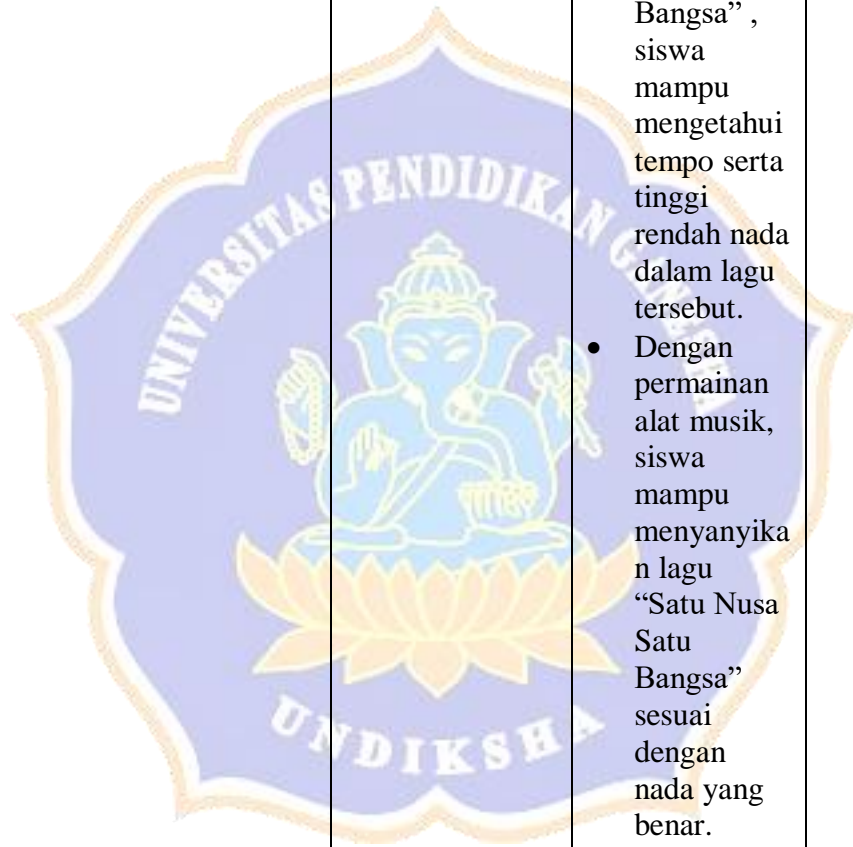 Bangsa” ,
siswa
mampu
mengetahui
tempo serta
tinggi
rendah nada
dalam lagu
tersebut.
• Dengan
permainan
alat musik,
siswa
mampu
menyanyika
n lagu
“Satu Nusa
Satu
Bangsa”
sesuai
dengan
nada yang
benar.
UNIVERSITAS PENDIDIKAN GANESHA
UNDIKSHA